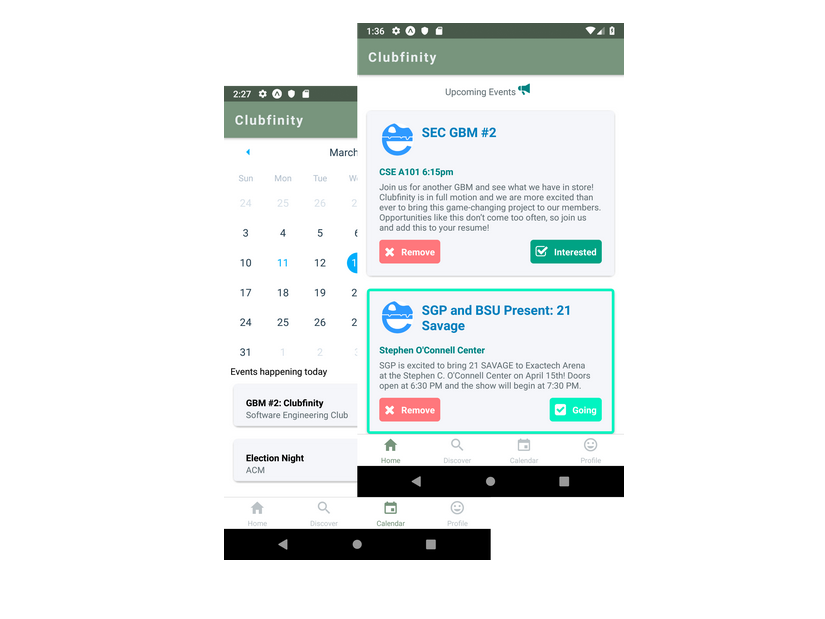 2:27
Clubfinity
March
Sun Mon Tue
24 25 26 2
3 4 5 6
10 11 12 1
17 18 19 2
24 25 26 2
31 1 2
Events happening today
GBM #2: Clubfinity
Software Engineering Club
Election Night
ACM
Home Discover Calendar Profile
1:36
Clubfinity
Upcoming Events
SEC GBM #2
CSE A101 6:15pm
Join us for another GBM and see what we have in store!
Clubfinity is in full motion and we are more excited than
ever to bring this game-changing project to our members.
Opportunities like this don't come too often, so join us
and add this to your resume!
Remove Interested
SGP and BSU Present: 21
Savage
Stephen O'Connell Center
SGP is excited to bring 21 SAVAGE to Exactech Arena
at the Stephen C. O'Connell Center on April 15th! Doors
open at 6:30 PM and the show will begin at 7:30 PM.
Remove Going
Home Discover Calendar Profile